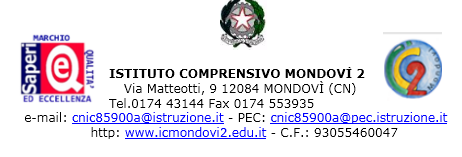 MARCHIO
Saperi
QUALITA'
ED ECCELLENZA
ISTITUTO COMPRENSIVO MONDOVÌ 2
Via Matteotti, 9 12084 MONDOVÌ (CN)
Tel.0174 43144 Fax 0174 553935
e-mail: cnic85900a@istruzione.it - PEC: cnic85900a@pec.istruzione.it
http: www.icmondovi2.edu.it - C.F.: 93055460047